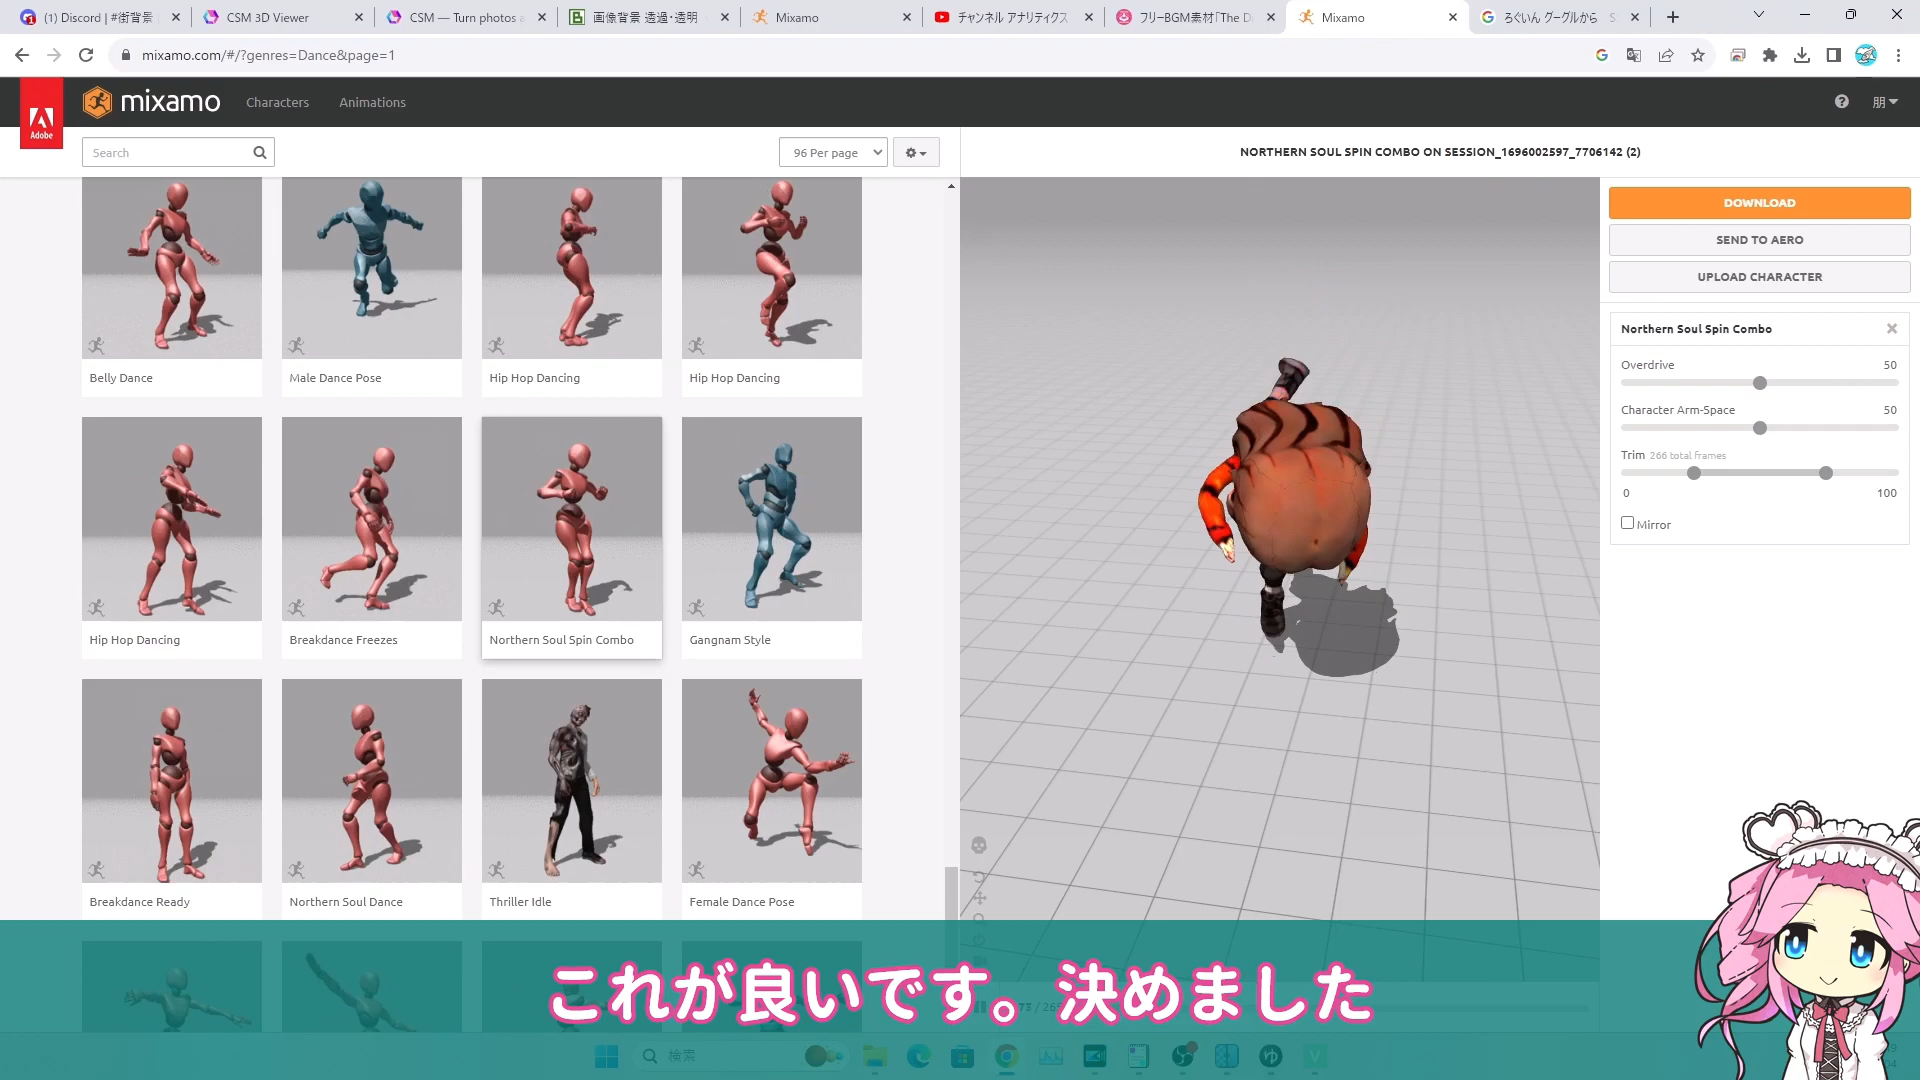 (1) Discord | #街背景
CSM 3D Viewer
CSM — Turn photos a
画像背景 透過・透明
Mixamo
チャンネル アナリティクス
フリーBGM素材「The D
Mixamo
ろぐいん グーグルから
mixamo.com/#/?genres=Dance&page=1
Adobe
mixamo
Characters
Animations
朋
Search
96 Per page
NORTHERN SOUL SPIN COMBO ON SESSION_1696002597_7706142 (2)
DOWNLOAD
SEND TO AERO
UPLOAD CHARACTER
Northern Soul Spin Combo
Overdrive 50
Character Arm-Space 50
Trim 266 total frames
0 100
Mirror
Belly Dance
Male Dance Pose
Hip Hop Dancing
Hip Hop Dancing
Hip Hop Dancing
Breakdance Freezes
Northern Soul Spin Combo
Gangnam Style
Breakdance Ready
Northern Soul Dance
Thriller Idle
Female Dance Pose
これが良いです。決めました
検索